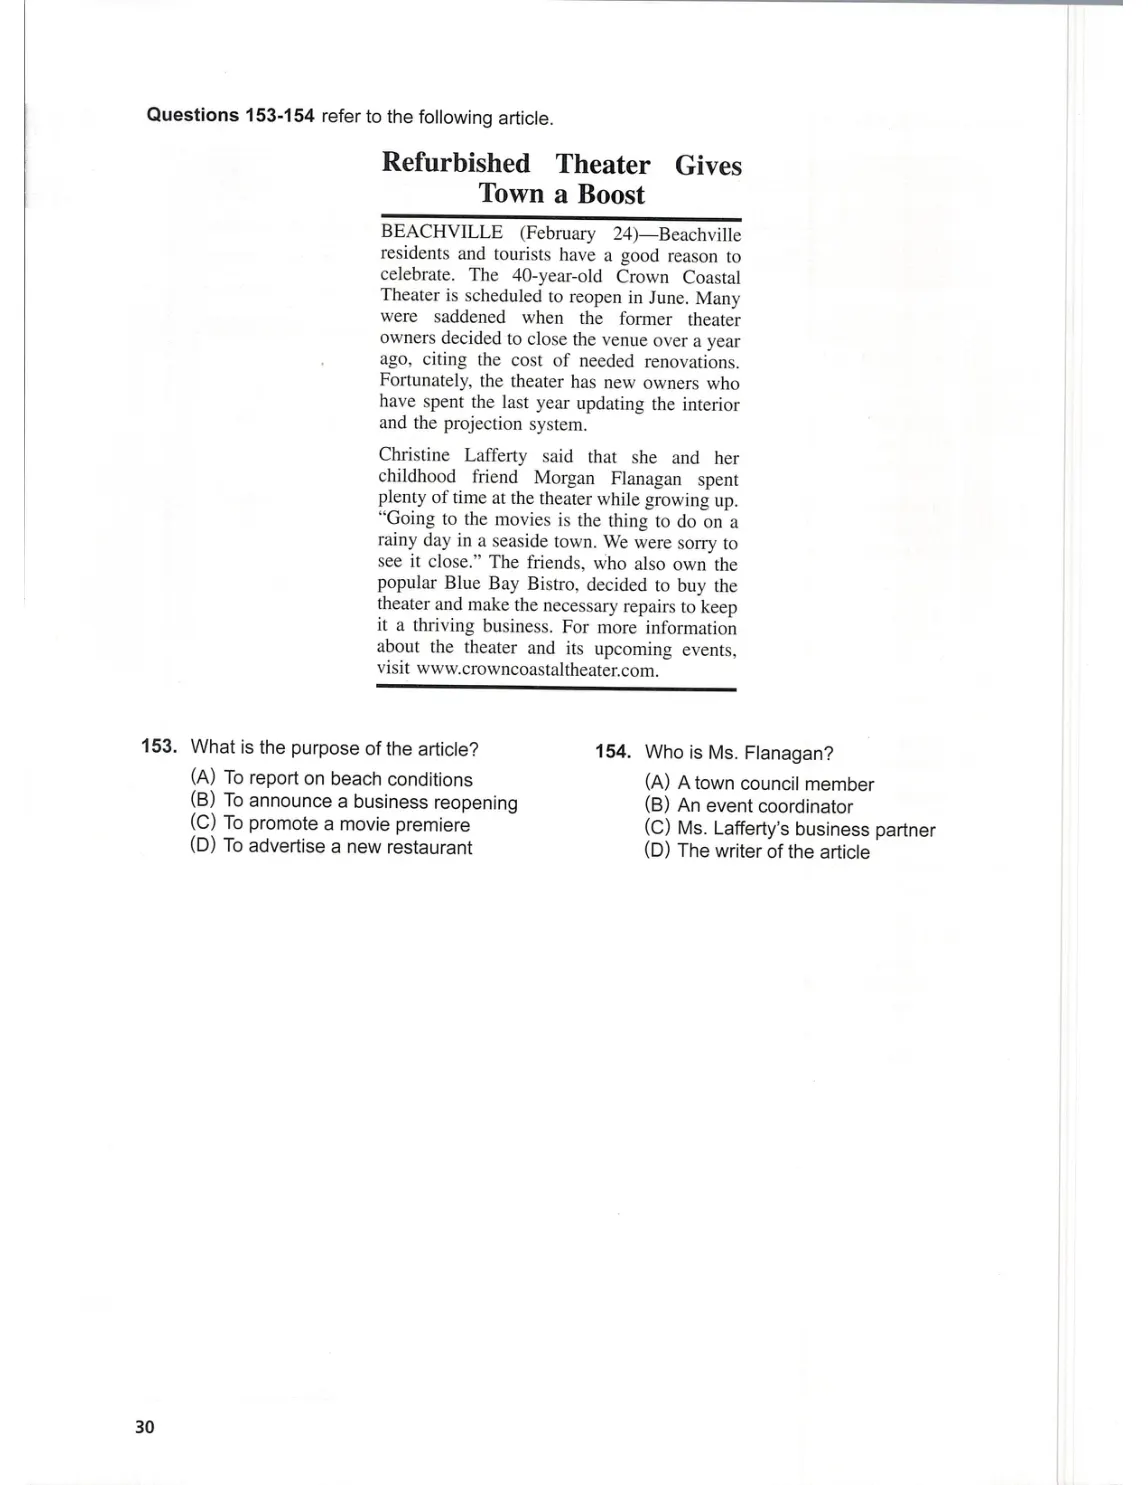 Questions 153-154 refer to the following article.
Refurbished Theater Gives
Town a Boost
BEACHVILLE (February 24)—Beachville
residents and tourists have a good reason to
celebrate. The 40-year-old Crown Coastal
Theater is scheduled to reopen in June. Many
were saddened when the former theater
owners decided to close the venue over a year
ago, citing the cost of needed renovations.
Fortunately, the theater has new owners who
have spent the last year updating the interior
and the projection system.
Christine Lafferty said that she and her
childhood friend Morgan Flanagan spent
plenty of time at the theater while growing up.
“Going to the movies is the thing to do on a
rainy day in a seaside town. We were sorry to
see it close.” The friends, who also own the
popular Blue Bay Bistro, decided to buy the
theater and make the necessary repairs to keep
it a thriving business. For more information
about the theater and its upcoming events,
visit www.crowncoastaltheater.com.
153. What is the purpose of the article?
(A) To report on beach conditions
(B) To announce a business reopening
(C) To promote a movie premiere
(D) To advertise a new restaurant
154. Who is Ms. Flanagan?
(A) A town council member
(B) An event coordinator
(C) Ms. Lafferty’s business partner
(D) The writer of the article
30